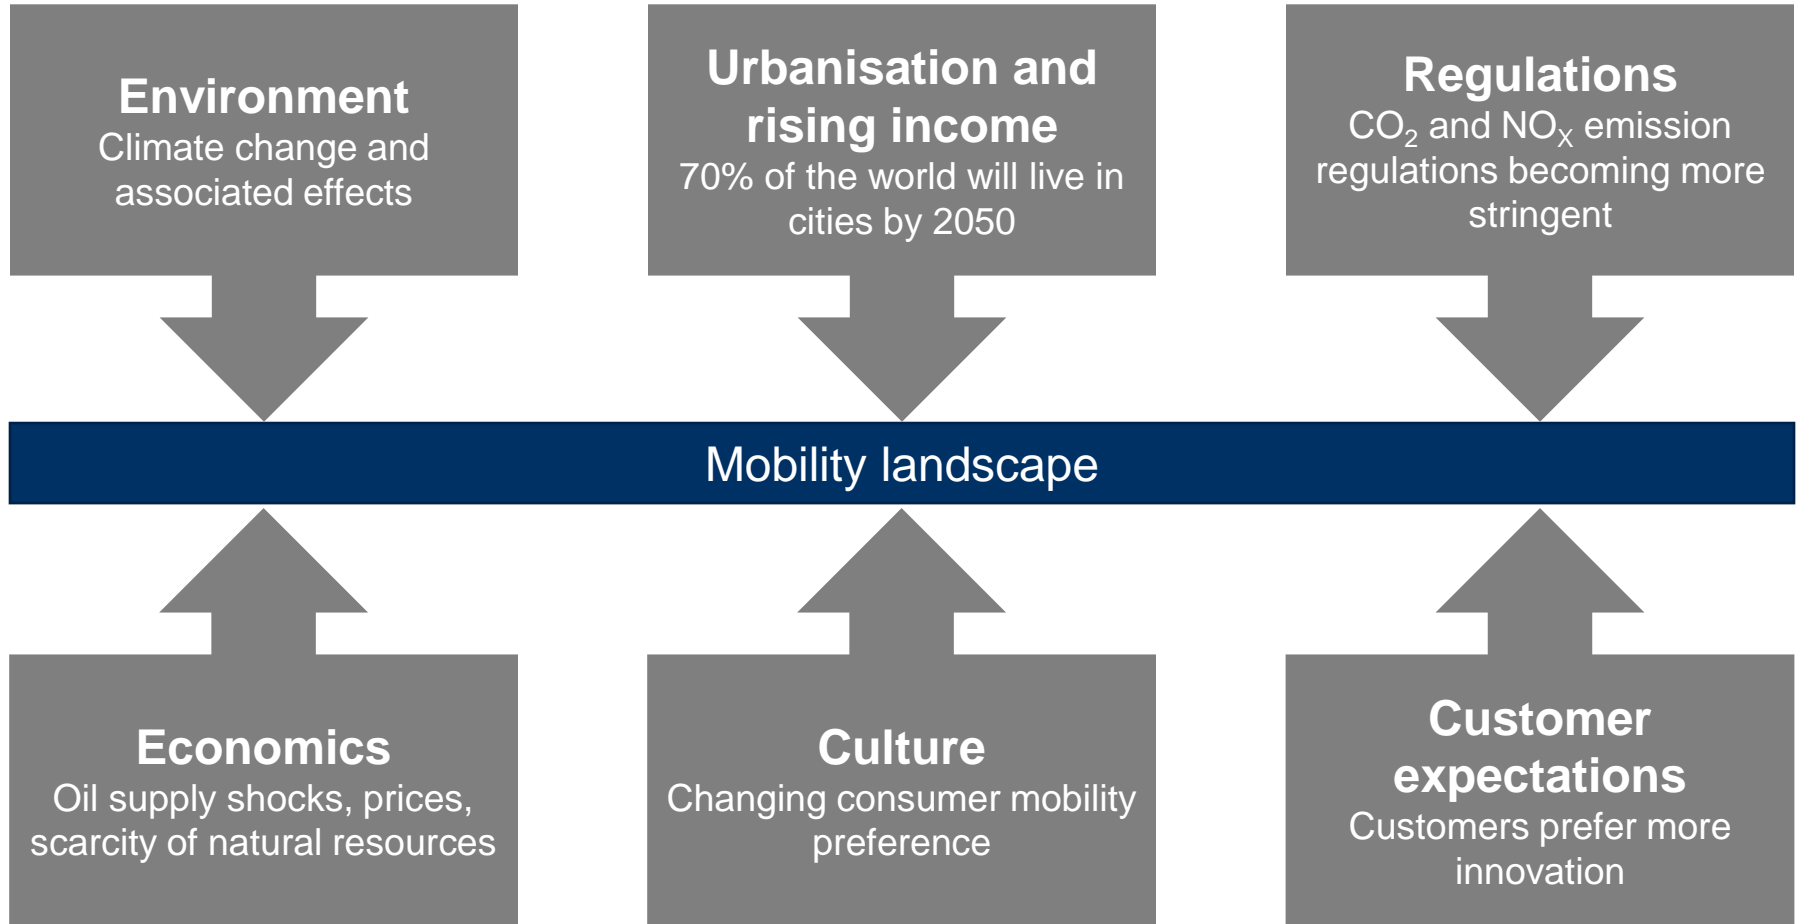 Environment
Climate change and
associated effects
Urbanisation and
rising income
70% of the world will live in
cities by 2050
Regulations
CO₂ and NOₓ emission
regulations becoming more
stringent
Mobility landscape
Economics
Oil supply shocks, prices,
scarcity of natural resources
Culture
Changing consumer mobility
preference
Customer
expectations
Customers prefer more
innovation